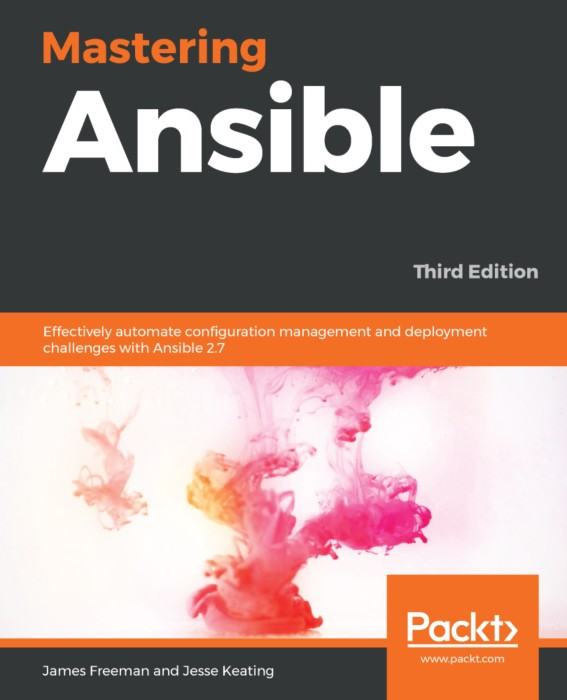 Mastering
Ansible
Third Edition
Effectively automate configuration management and deployment
challenges with Ansible 2.7
Packt>
www.packt.com
James Freeman and Jesse Keating